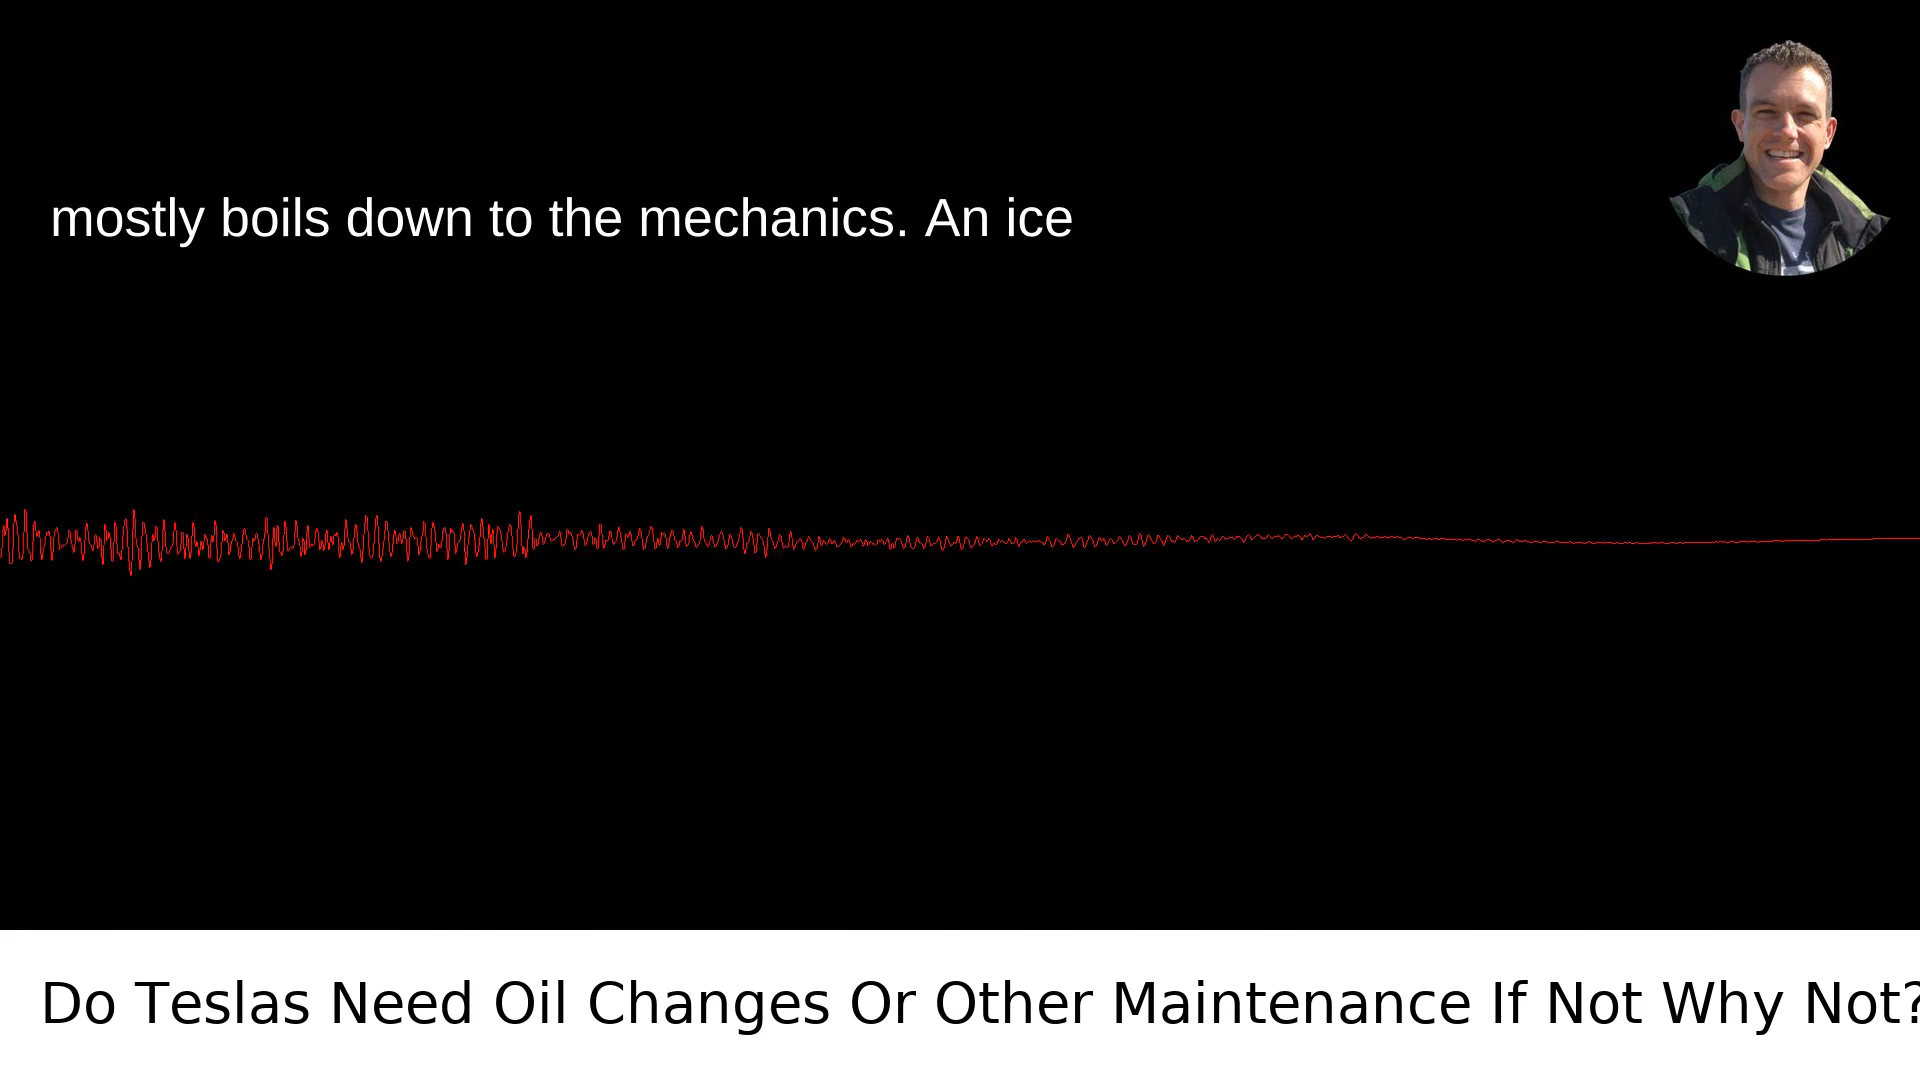 mostly boils down to the mechanics. An ice
Do Teslas Need Oil Changes Or Other Maintenance If Not Why Not?